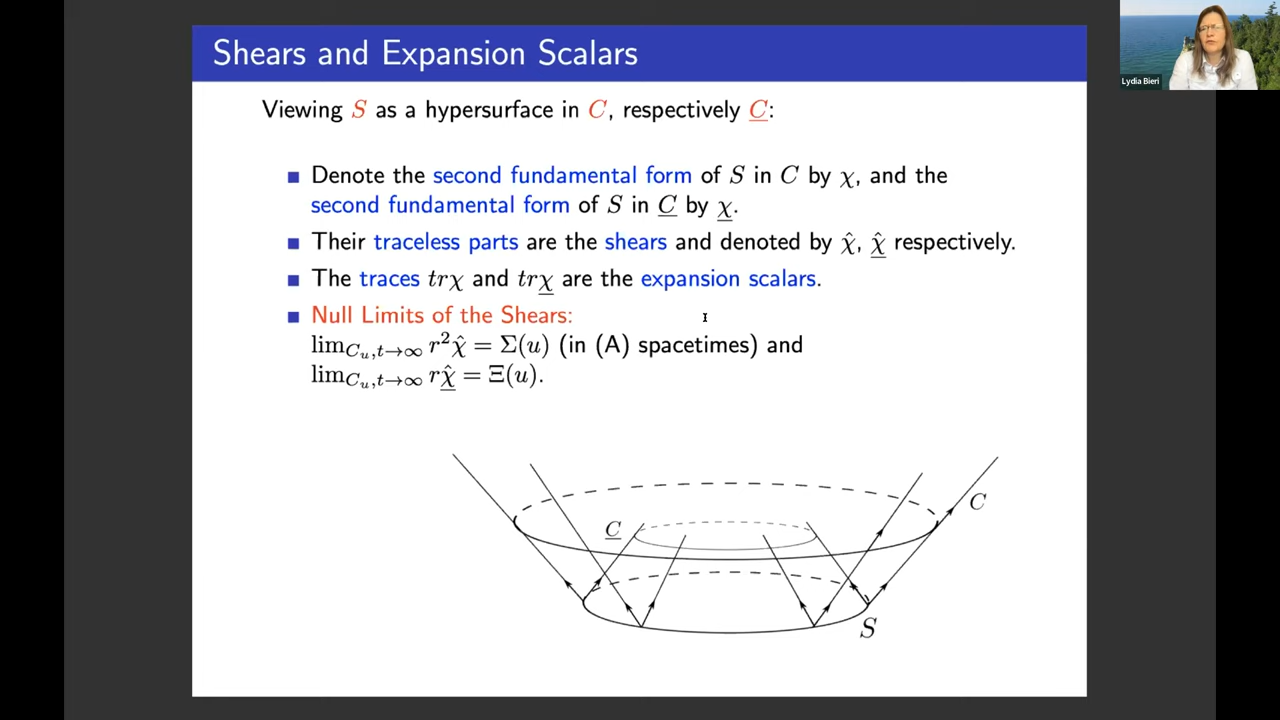 Shears and Expansion Scalars
Lydia Bieri
Viewing S as a hypersurface in C, respectively C̲:
■ Denote the second fundamental form of S in C by χ, and the
second fundamental form of S in C̲ by χ̲.
■ Their traceless parts are the shears and denoted by χ̂, χ̲̂ respectively.
■ The traces trχ and trχ̲ are the expansion scalars.
■ Null Limits of the Shears:
lim_{C_u,t→∞} r²χ̂ = Σ(u) (in (A) spacetimes) and
lim_{C_u,t→∞} rχ̲̂ = Ξ(u).
C
C̲
S